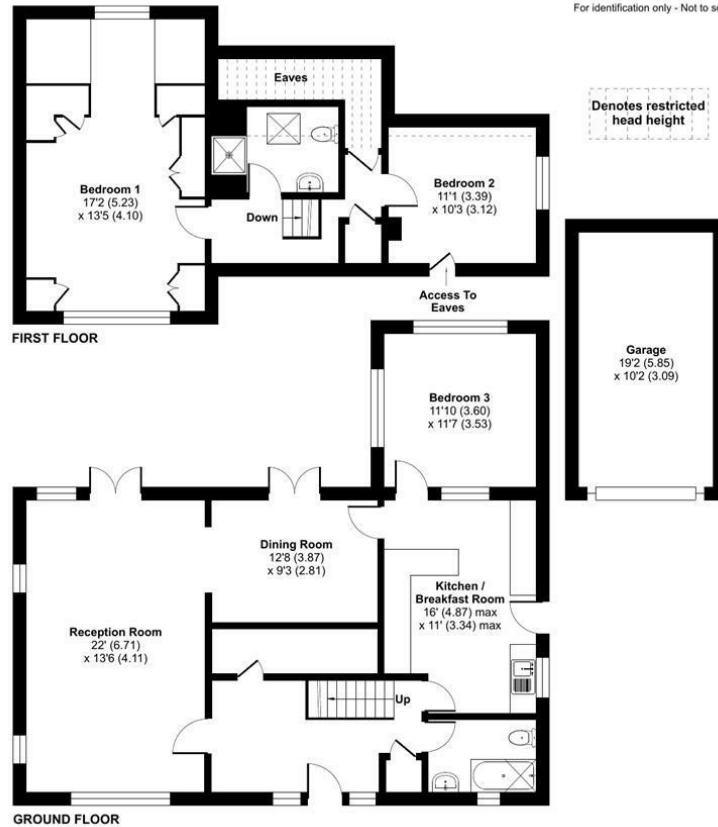 For identification only - Not to sc
Eaves
Denotes restricted
head height
Bedroom 1
17'2 (5.23)
x 13'5 (4.10)
Bedroom 2
11'1 (3.39)
x 10'3 (3.12)
Down
Access To
Eaves
FIRST FLOOR
Garage
19'2 (5.85)
x 10'2 (3.09)
Bedroom 3
11'10 (3.60)
x 11'7 (3.53)
Dining Room
12'8 (3.87)
x 9'3 (2.81)
Kitchen /
Breakfast Room
16' (4.87) max
x 11' (3.34) max
Reception Room
22' (6.71)
x 13'6 (4.11)
Up
GROUND FLOOR